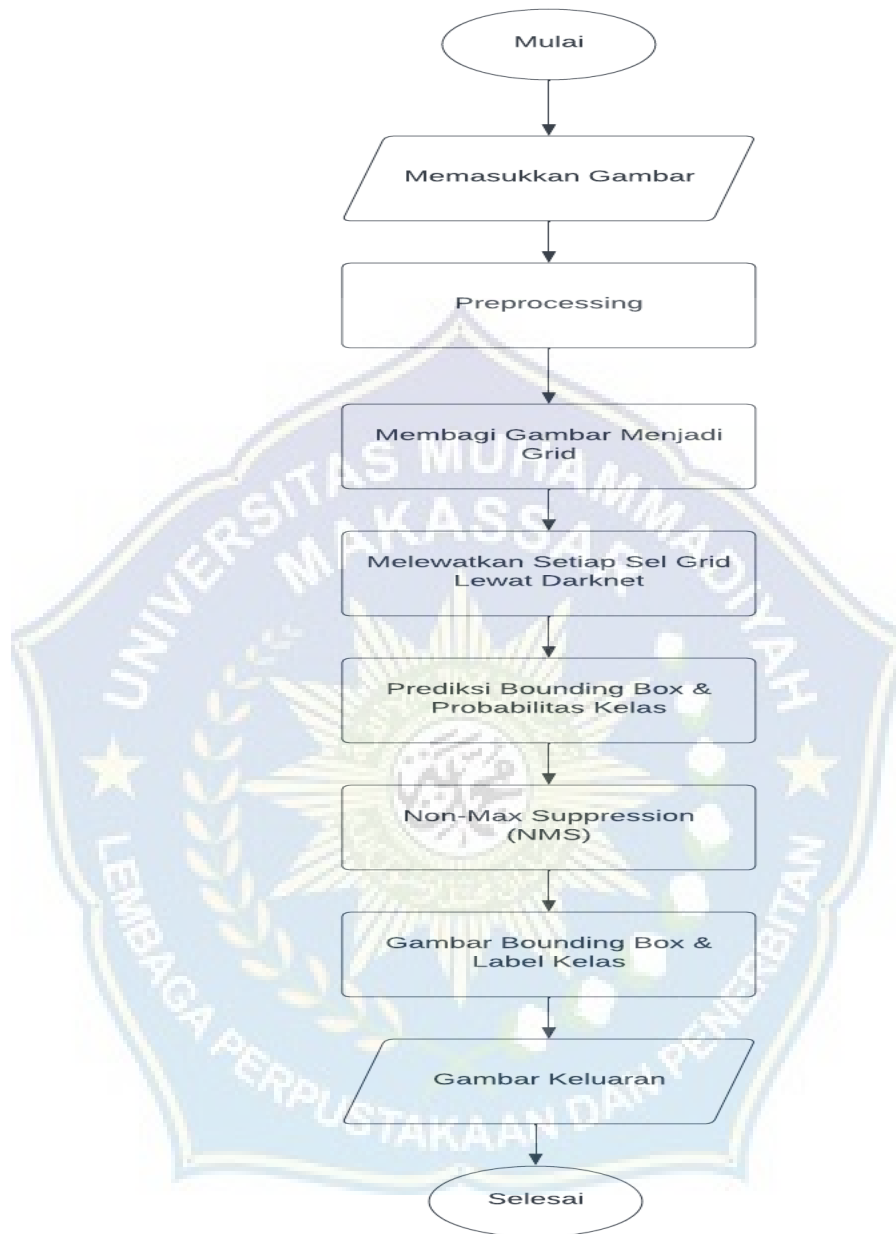 Mulai
Memasukkan Gambar
Preprocessing
Membagi Gambar Menjadi
Grid
Melewatkan Setiap Sel Grid
Lewat Darknet
Prediksi Bounding Box &
Probabilitas Kelas
Non-Max Suppression
(NMS)
Gambar Bounding Box &
Label Kelas
Gambar Keluaran
Selesai
UNIVERSITAS MUHAMMADIYAH
MAKASSAR
LEMBAGA PERPUSTAKAAN DAN PENERBITAN